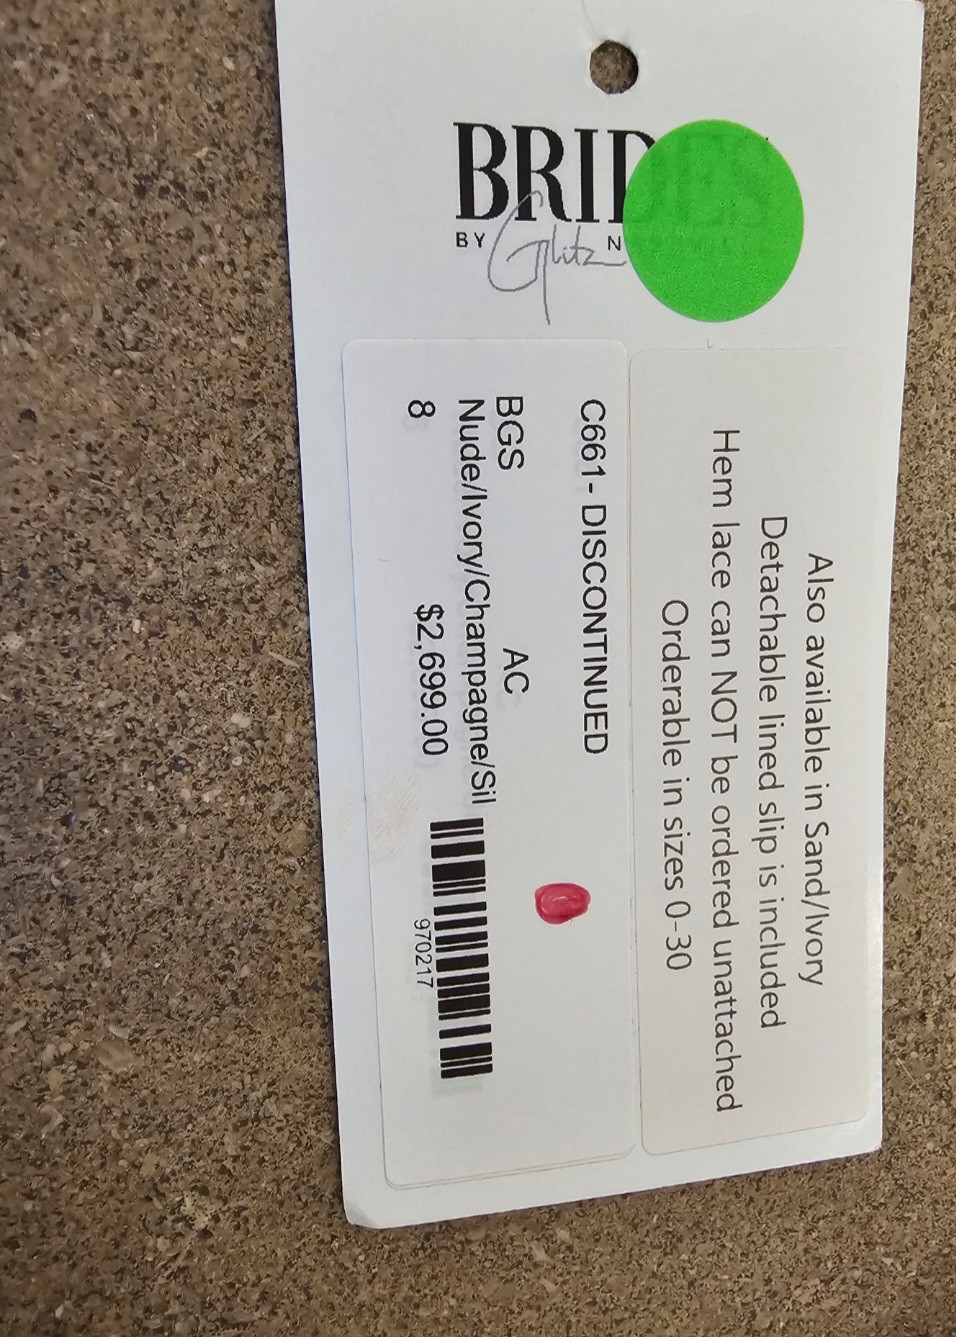 BRID
BY Glitz N
Also available in Sand/Ivory
Detachable lined slip is included
Hem lace can NOT be ordered unattached
Orderable in sizes 0-30
C661- DISCONTINUED
BGS AC
Nude/Ivory/Champagne/Sil
8 $2,699.00
970217